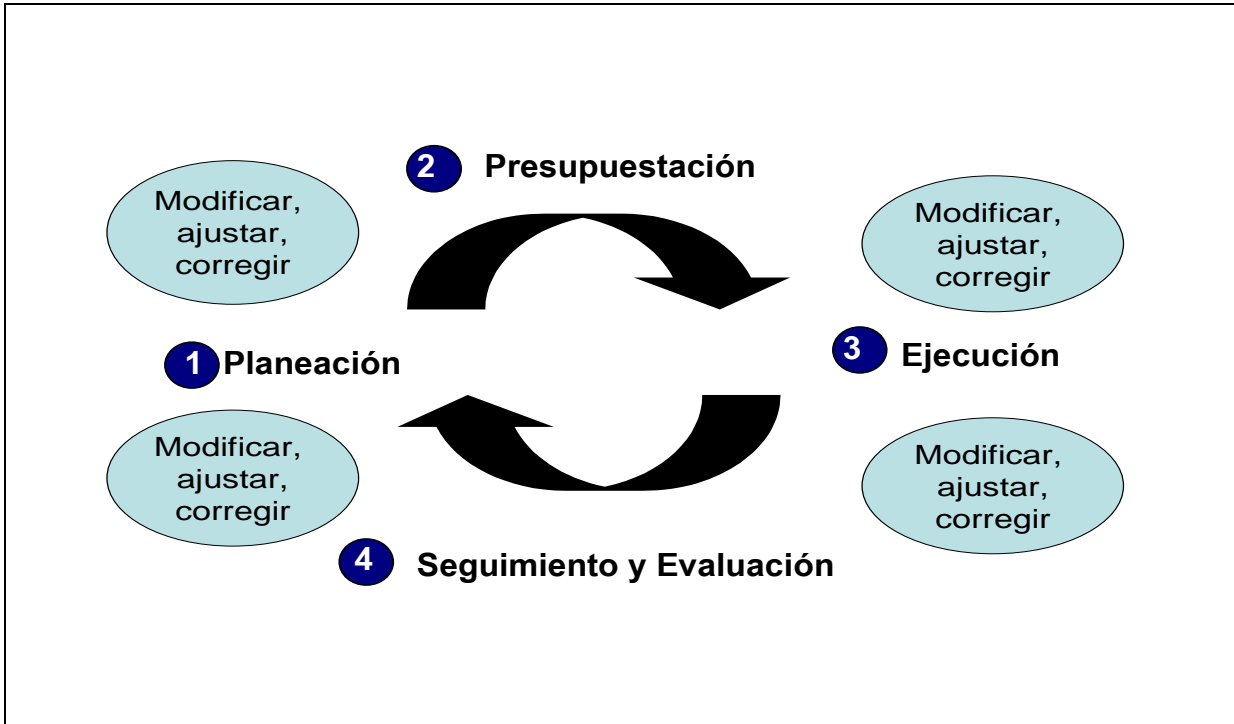 2 Presupuestación
Modificar,
ajustar,
corregir
Modificar,
ajustar,
corregir
1 Planeación
3 Ejecución
Modificar,
ajustar,
corregir
Modificar,
ajustar,
corregir
4 Seguimiento y Evaluación